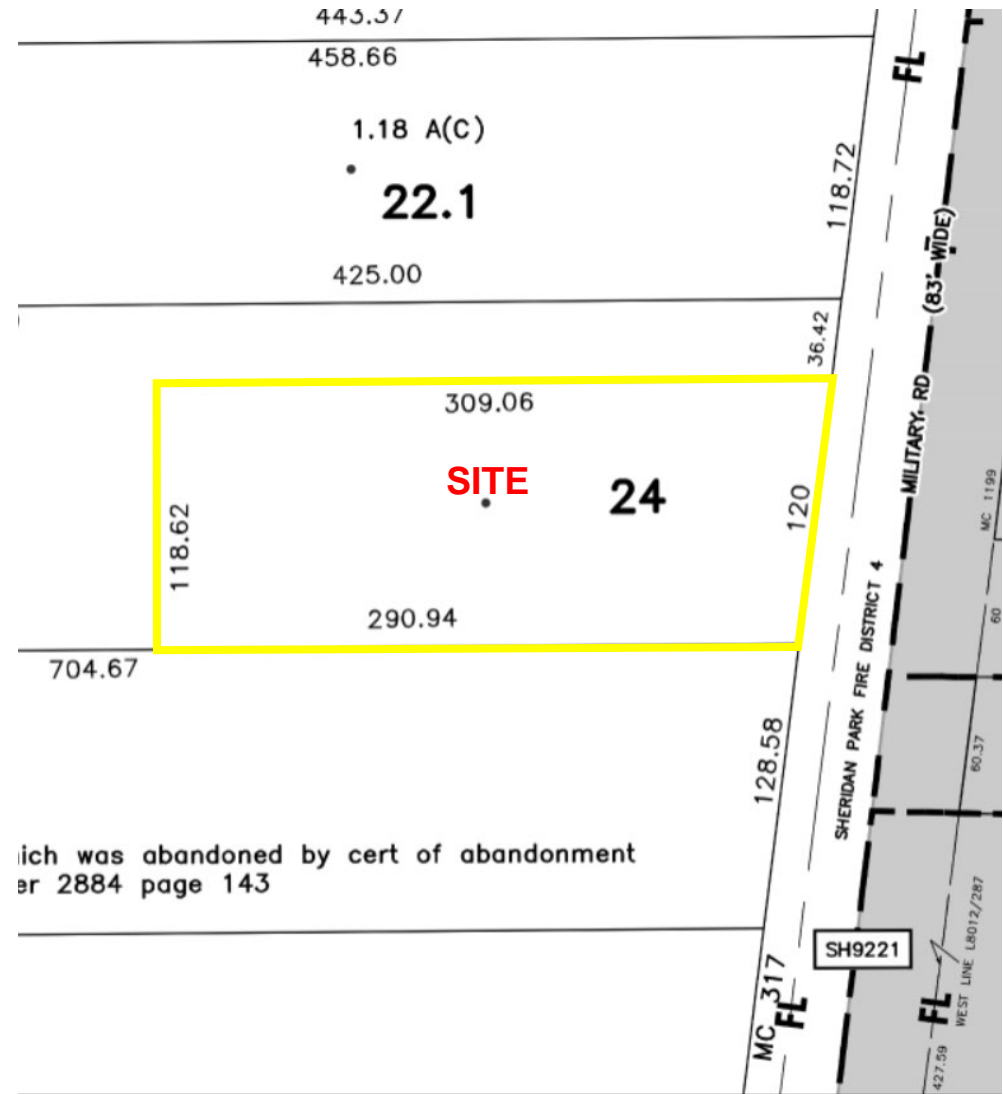 443.37
458.66
FL
1.18 A(C)
118.72
22.1
MILITARY RD (83' WIDE)
425.00
36.42
309.06
SITE
24
120
MC 1199
118.62
60
290.94
SHERIDAN PARK FIRE DISTRICT 4
704.67
128.58
60.37
ich was abandoned by cert of abandonment
er 2884 page 143
WEST LINE L8012/287
SH9221
MC 317
FL
FL
427.59